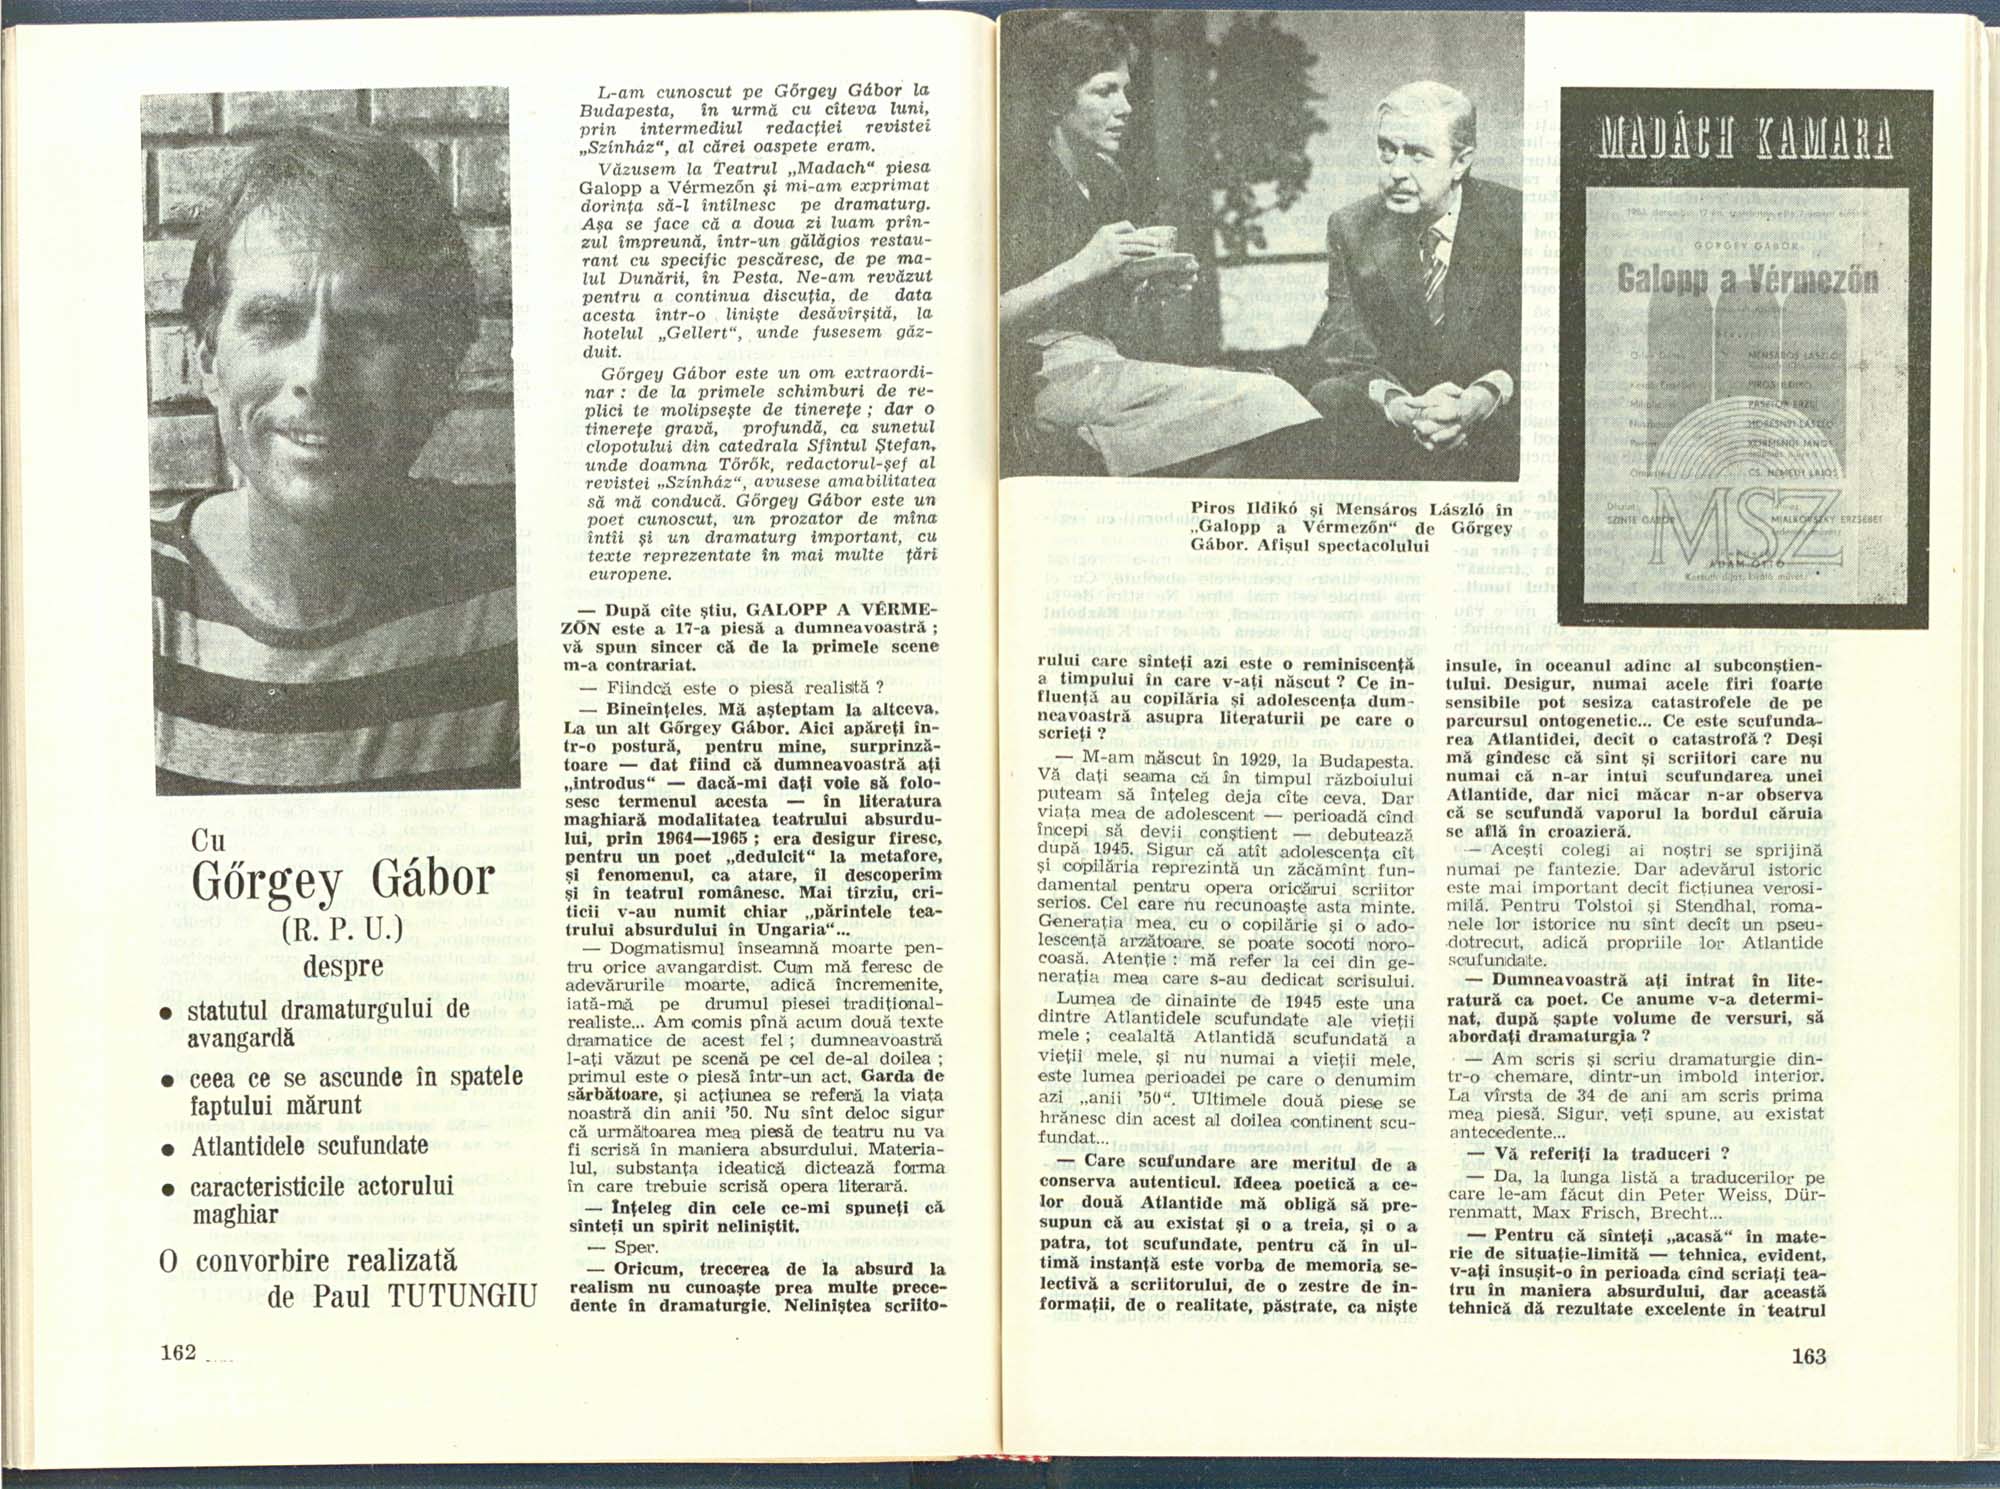 Cu
Gőrgey Gábor
(R. P. U.)
despre
• statutul dramaturgului de
avangardă
• ceea ce se ascunde în spatele
faptului mărunt
• Atlantidele scufundate
• caracteristicile actorului
maghiar
O convorbire realizată
de Paul TUTUNGIU
162
L-am cunoscut pe Gőrgey Gábor la
Budapesta, în urmă cu cîteva luni,
prin intermediul redacției revistei
„Színház“, al cărei oaspete eram.
Văzusem la Teatrul „Madach“ piesa
Galopp a Vérmezőn și mi-am exprimat
dorința să-l întîlnesc pe dramaturg.
Așa se face că a doua zi luam prîn-
zul împreună, într-un gălăgios restau-
rant cu specific pescăresc, de pe ma-
lul Dunării, în Pesta. Ne-am revăzut
pentru a continua discuția, de data
acesta într-o liniște desăvîrșită, la
hotelul „Gellert“, unde fusesem găz-
duit.
Gőrgey Gábor este un om extraordi-
nar : de la primele schimburi de re-
plici te molipsește de tinerețe ; dar o
tinerețe gravă, profundă, ca sunetul
clopotului din catedrala Sfîntul Ștefan,
unde doamna Tőrők, redactorul-șef al
revistei „Színház“, avusese amabilitatea
să mă conducă. Gőrgey Gábor este un
poet cunoscut, un prozator de mîna
întîi și un dramaturg important, cu
texte reprezentate în mai multe țări
europene.
— După cîte știu, GALOPP A VÉRME-
ZŐN este a 17-a piesă a dumneavoastră ;
vă spun sincer că de la primele scene
m-a contrariat.
— Fiindcă este o piesă realistă ?
— Bineînțeles. Mă așteptam la altceva.
La un alt Gőrgey Gábor. Aici apăreți în-
tr-o postură, pentru mine, surprinză-
toare — dat fiind că dumneavoastră ați
„introdus“ — dacă-mi dați voie să folo-
sesc termenul acesta — în literatura
maghiară modalitatea teatrului absurdu-
lui, prin 1964—1965 ; era desigur firesc,
pentru un poet „dedulcit“ la metafore,
și fenomenul, ca atare, îl descoperim
și în teatrul românesc. Mai tîrziu, cri-
ticii v-au numit chiar „părintele tea-
trului absurdului în Ungaria“...
— Dogmatismul înseamnă moarte pen-
tru orice avangardist. Cum mă feresc de
adevărurile moarte, adică încremenite,
iată-mă pe drumul piesei tradițional-
realiste... Am comis pînă acum două texte
dramatice de acest fel ; dumneavoastră
l-ați văzut pe scenă pe cel de-al doilea ;
primul este o piesă într-un act, Garda de
sărbătoare, și acțiunea se referă la viața
noastră din anii ’50. Nu sînt deloc sigur
că următoarea mea piesă de teatru nu va
fi scrisă în maniera absurdului. Materia-
lul, substanța ideatică dictează forma
în care trebuie scrisă opera literară.
— Înțeleg din cele ce-mi spuneți că
sînteți un spirit neliniștit.
— Sper.
— Oricum, trecerea de la absurd la
realism nu cunoaște prea multe prece-
dente în dramaturgie. Neliniștea scriito-
MADÁCH KAMARA
GÖRGEY GÁBOR
Galopp a Vérmezőn
MENSÁROS LÁSZLÓ
PIROS ILDIKÓ
PÁSZTOR ERZSI
CS. NÉMETH LAJOS
SZINTE GÁBOR
MIALKOVSZKY ERZSÉBET
MSZ
ÁDÁM OTTÓ
Piros Ildikó și Mensáros László în
„Galopp a Vérmezőn“ de Gőrgey
Gábor. Afișul spectacolului
rului care sînteți azi este o reminiscență
a timpului în care v-ați născut ? Ce in-
fluență au copilăria și adolescența dum-
neavoastră asupra literaturii pe care o
scrieți ?
— M-am născut în 1929, la Budapesta.
Vă dați seama că în timpul războiului
puteam să înțeleg deja cîte ceva. Dar
viața mea de adolescent — perioadă cînd
începi să devii conștient — debutează
după 1945. Sigur că atît adolescența cît
și copilăria reprezintă un zăcămînt fun-
damental pentru opera oricărui scriitor
serios. Cel care nu recunoaște asta minte.
Generația mea, cu o copilărie și o ado-
lescență arzătoare, se poate socoti noro-
coasă. Atenție : mă refer la cei din ge-
nerația mea care s-au dedicat scrisului.
Lumea de dinainte de 1945 este una
dintre Atlantidele scufundate ale vieții
mele ; cealaltă Atlantidă scufundată a
vieții mele, și nu numai a vieții mele,
este lumea perioadei pe care o denumim
azi „anii ’50“. Ultimele două piese se
hrănesc din acest al doilea continent scu-
fundat...
— Care scufundare are meritul de a
conserva autenticul. Ideea poetică a ce-
lor două Atlantide mă obligă să pre-
supun că au existat și o a treia, și o a
patra, tot scufundate, pentru că în ul-
timă instanță este vorba de memoria se-
lectivă a scriitorului, de o zestre de in-
formații, de o realitate, păstrate, ca niște
insule, în oceanul adînc al subconștien-
tului. Desigur, numai acele firi foarte
sensibile pot sesiza catastrofele de pe
parcursul ontogenetic... Ce este scufunda-
rea Atlantidei, decît o catastrofă ? Deși
mă gîndesc că sînt și scriitori care nu
numai că n-ar intui scufundarea unei
Atlantide, dar nici măcar n-ar observa
că se scufundă vaporul la bordul căruia
se află în croazieră.
— Acești colegi ai noștri se sprijină
numai pe fantezie. Dar adevărul istoric
este mai important decît ficțiunea verosi-
milă. Pentru Tolstoi și Stendhal, roma-
nele lor istorice nu sînt decît un pseu-
dotrecut, adică propriile lor Atlantide
scufundate.
— Dumneavoastră ați intrat în lite-
ratură ca poet. Ce anume v-a determi-
nat, după șapte volume de versuri, să
abordați dramaturgia ?
— Am scris și scriu dramaturgie din-
tr-o chemare, dintr-un imbold interior.
La vîrsta de 34 de ani am scris prima
mea piesă. Sigur, veți spune, au existat
antecedente...
— Vă referiți la traduceri ?
— Da, la lunga listă a traducerilor pe
care le-am făcut din Peter Weiss, Dür-
renmatt, Max Frisch, Brecht...
— Pentru că sînteți „acasă“ în mate-
rie de situație-limită — tehnica, evident,
v-ați însușit-o în perioada cînd scriați tea-
tru în maniera absurdului, dar această
tehnică dă rezultate excelente în teatrul
163